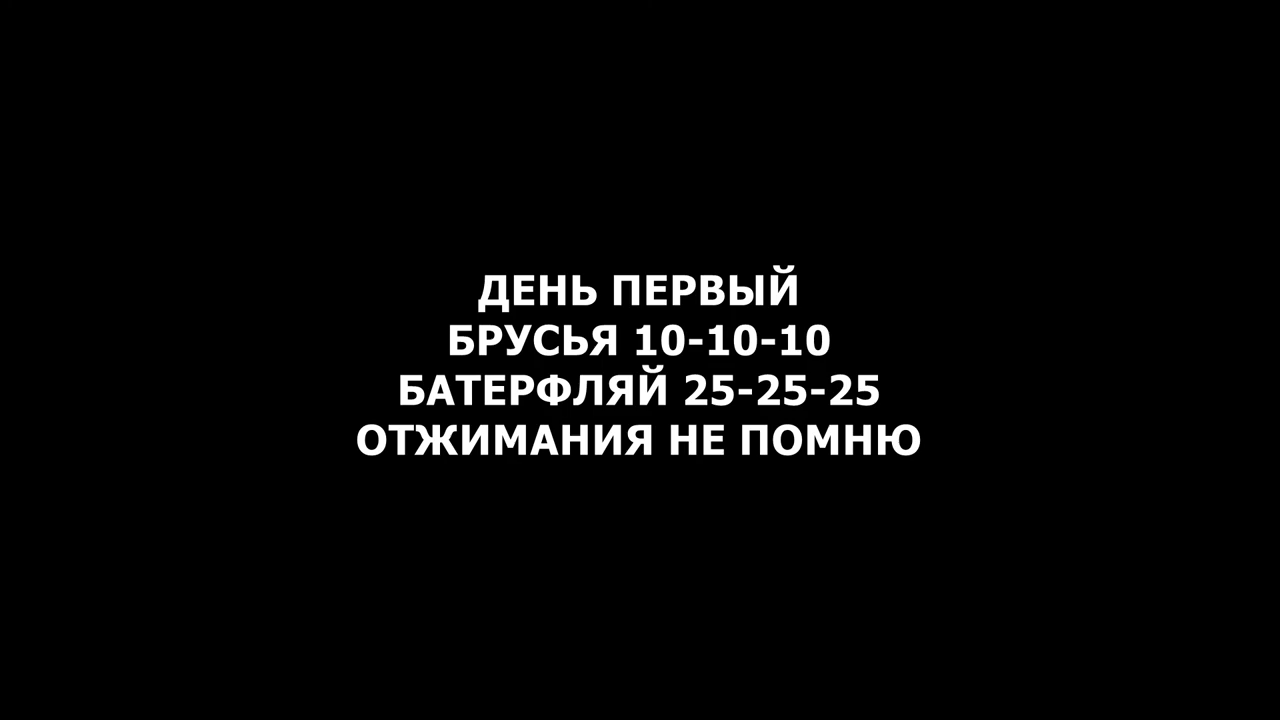 ДЕНЬ ПЕРВЫЙ
БРУСЬЯ 10-10-10
БАТЕРФЛЯЙ 25-25-25
ОТЖИМАНИЯ НЕ ПОМНЮ